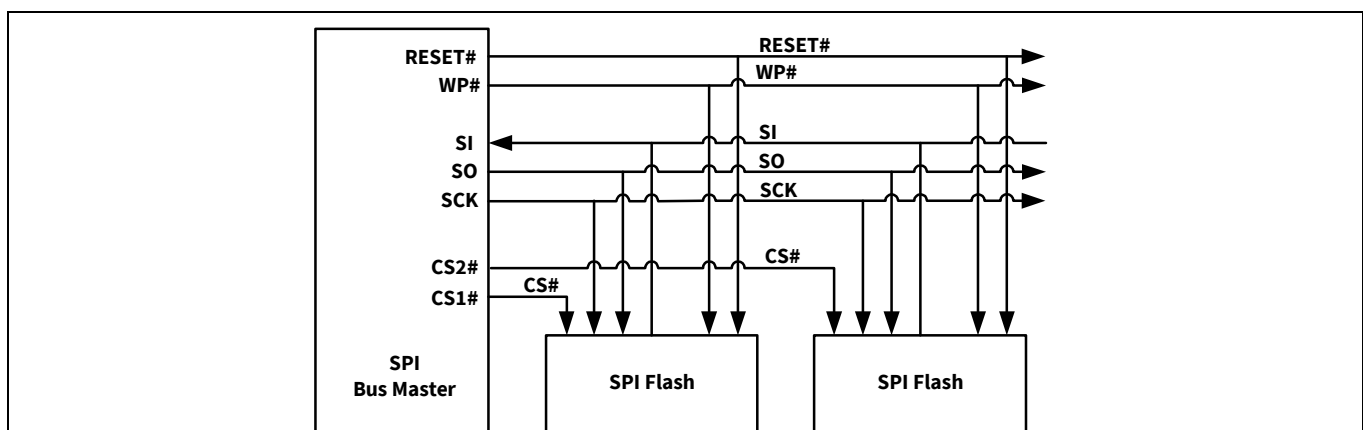 RESET#
RESET#
WP#
WP#
SI
SI
SO
SO
SCK
SCK
CS2#
CS#
CS1#
CS#
SPI
Bus Master
SPI Flash
SPI Flash